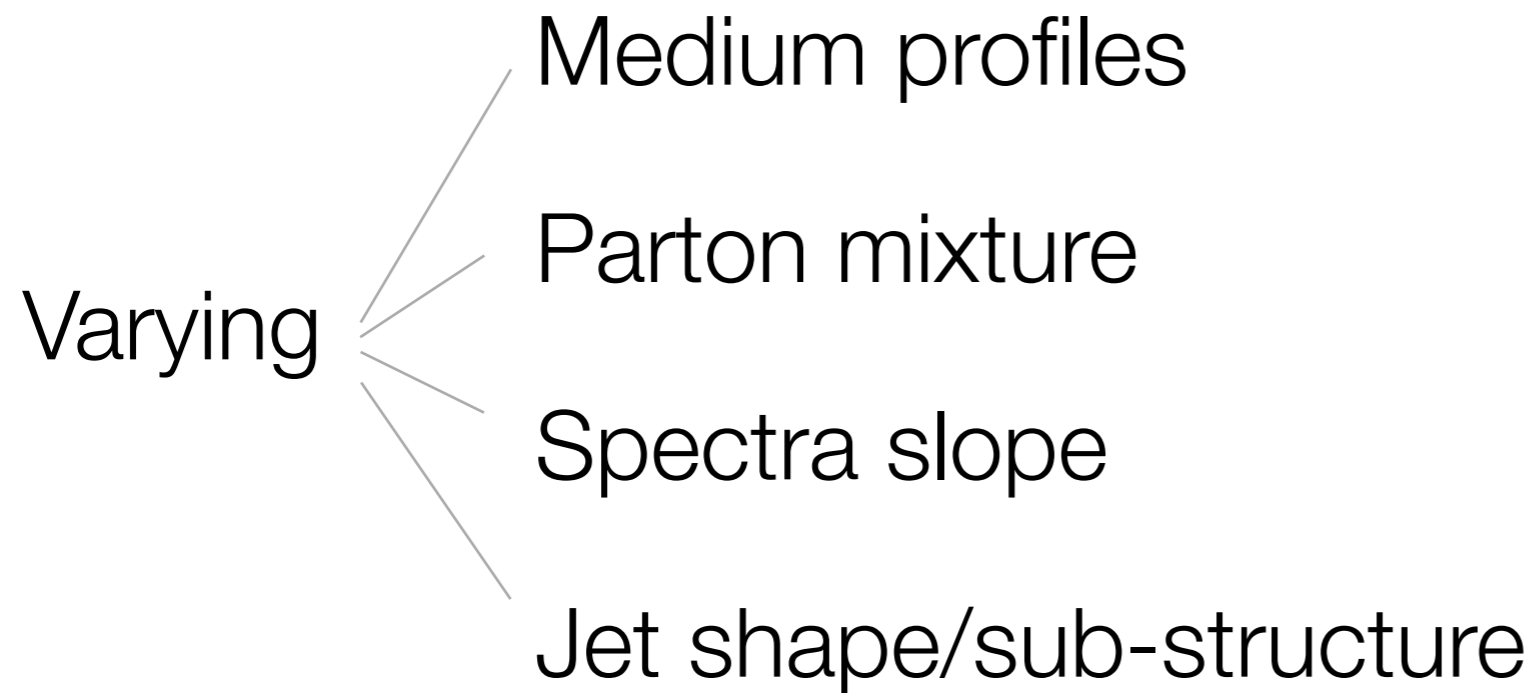 Medium profiles
Parton mixture
Varying
Spectra slope
Jet shape/sub-structure